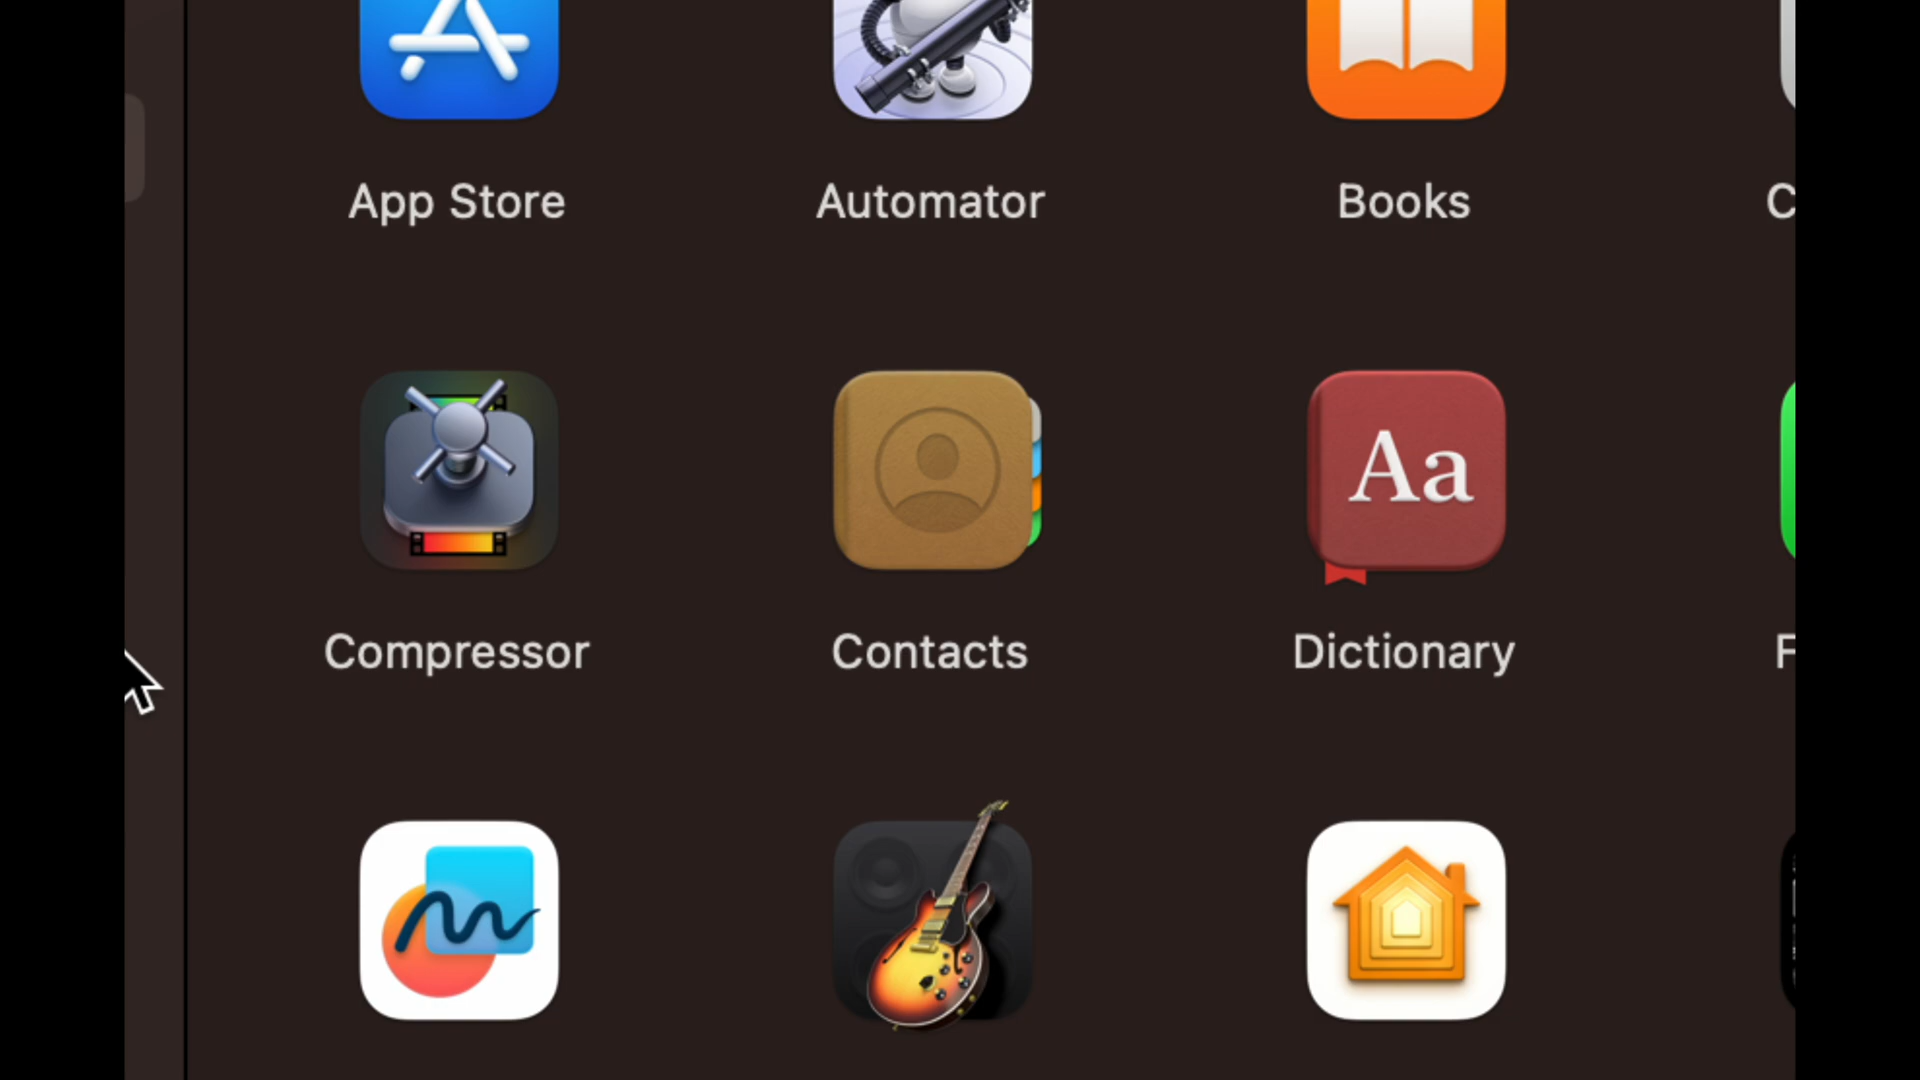 App Store
Automator
Books
C
Compressor
Contacts
Aa
Dictionary
F